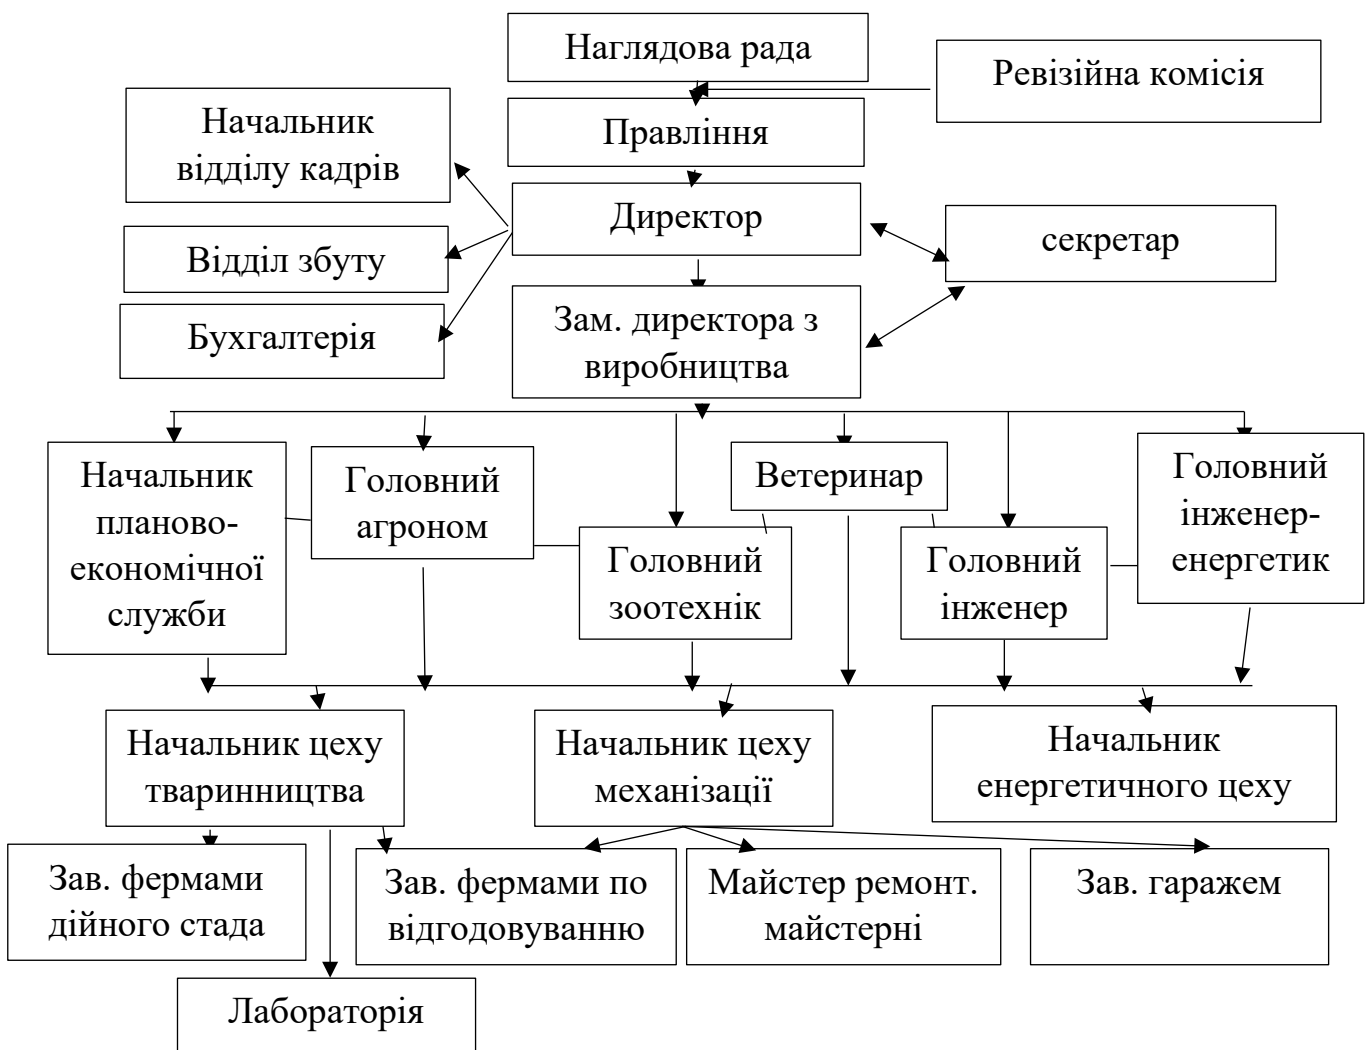 Наглядова рада
Ревізійна комісія
Начальник
відділу кадрів
Правління
Директор
секретар
Відділ збуту
Бухгалтерія
Зам. директора з
виробництва
Начальник
планово-
економічної
служби
Головний
агроном
Головний
зоотехнік
Ветеринар
Головний
інженер
Головний
інженер-
енергетик
Начальник цеху
тваринництва
Начальник цеху
механізації
Начальник
енергетичного цеху
Зав. фермами
дійного стада
Зав. фермами по
відгодовуванню
Майстер ремонт.
майстерні
Зав. гаражем
Лабораторія